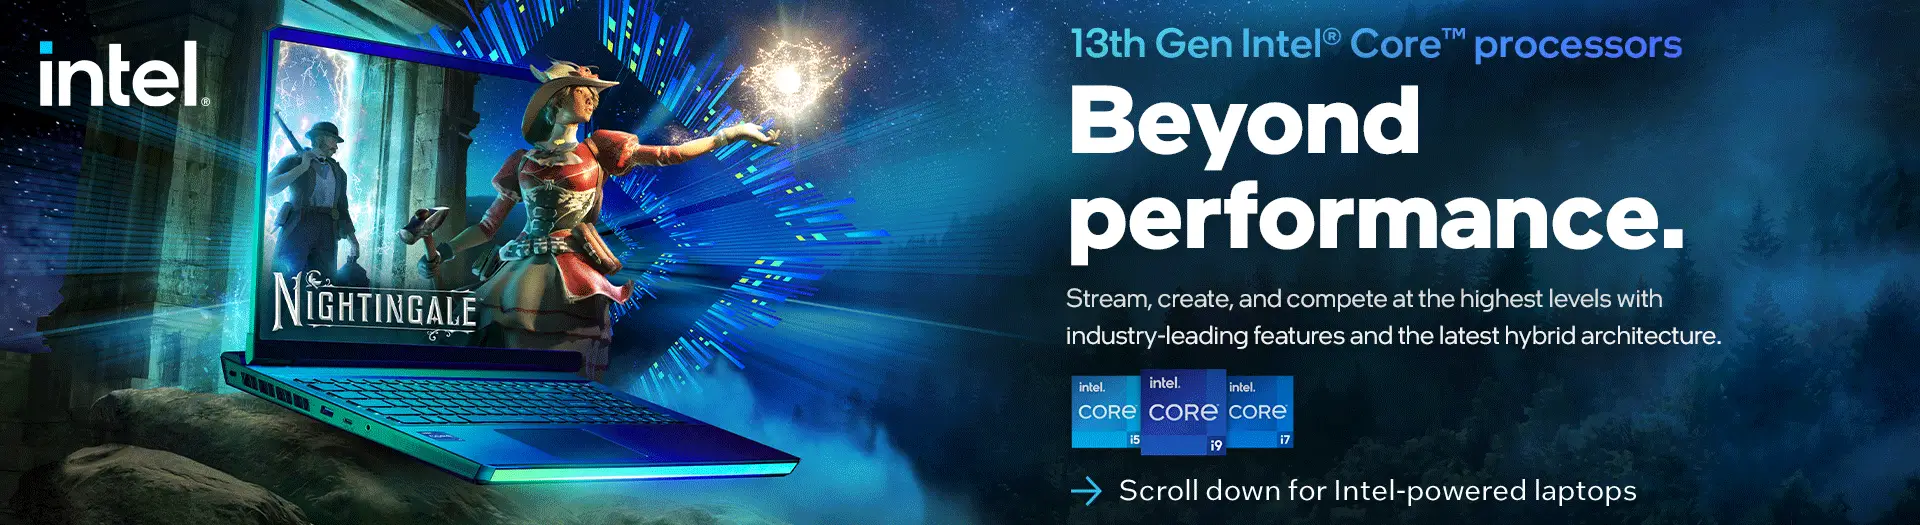 intel®
NIGHTINGALE
13th Gen Intel® Core™ processors
Beyond
performance.
Stream, create, and compete at the highest levels with
industry-leading features and the latest hybrid architecture.
intel. CORE i5
intel. CORE i9
intel. CORE i7
→ Scroll down for Intel-powered laptops